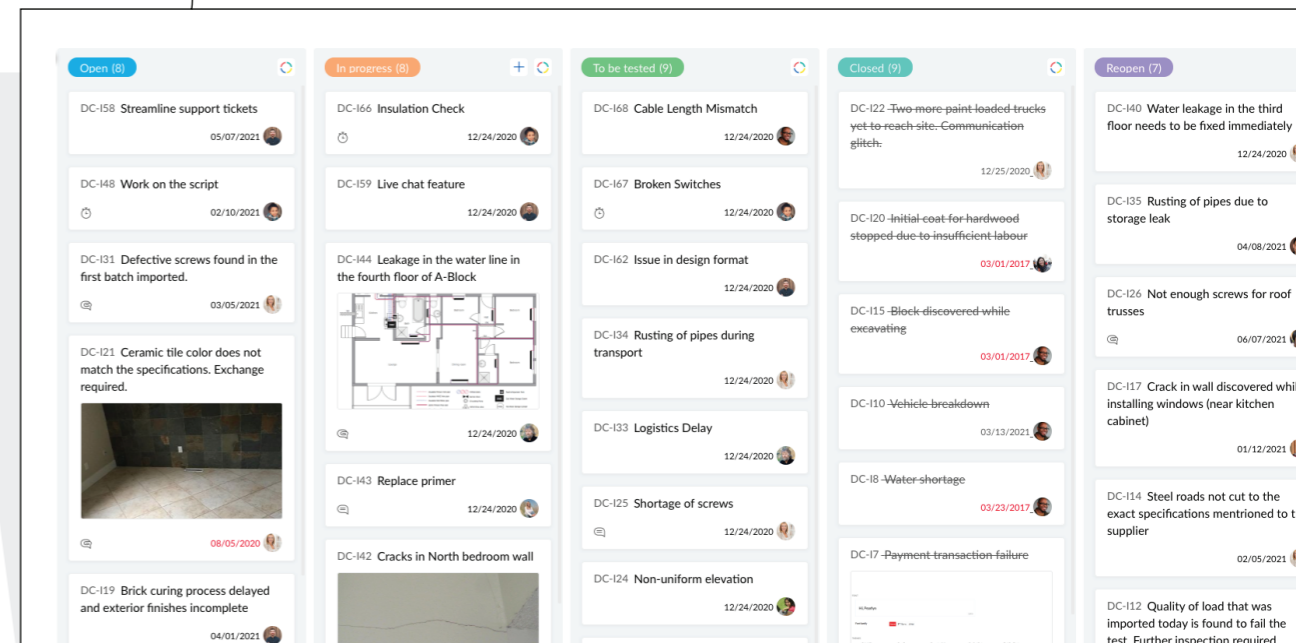 Open (8)
DC-I58 Streamline support tickets
05/07/2021
DC-I48 Work on the script
02/10/2021
DC-I31 Defective screws found in the
first batch imported.
03/05/2021
DC-I21 Ceramic tile color does not
match the specifications. Exchange
required.
08/05/2020
DC-I19 Brick curing process delayed
and exterior finishes incomplete
04/01/2021
In progress (8)
DC-I66 Insulation Check
12/24/2020
DC-I59 Live chat feature
12/24/2020
DC-I44 Leakage in the water line in
the fourth floor of A-Block
12/24/2020
DC-I43 Replace primer
12/24/2020
DC-I42 Cracks in North bedroom wall
To be tested (9)
DC-I68 Cable Length Mismatch
12/24/2020
DC-I67 Broken Switches
12/24/2020
DC-I62 Issue in design format
12/24/2020
DC-I34 Rusting of pipes during
transport
12/24/2020
DC-I33 Logistics Delay
12/24/2020
DC-I25 Shortage of screws
12/24/2020
DC-I24 Non-uniform elevation
12/24/2020
Closed (9)
DC-I22 Two more paint loaded trucks
yet to reach site. Communication
glitch.
12/25/2020
DC-I20 Initial coat for hardwood
stopped due to insufficient labour
03/01/2017
DC-I15 Block discovered while
excavating
03/01/2017
DC-I10 Vehicle breakdown
03/13/2021
DC-I8 Water shortage
03/23/2017
DC-I7 Payment transaction failure
Reopen (7)
DC-I40 Water leakage in the third
floor needs to be fixed immediately
12/24/2020
DC-I35 Rusting of pipes due to
storage leak
04/08/2021
DC-I26 Not enough screws for roof
trusses
06/07/2021
DC-I17 Crack in wall discovered whil
installing windows (near kitchen
cabinet)
01/12/2021
DC-I14 Steel roads not cut to the
exact specifications mentrioned to t
supplier
02/05/2021
DC-I12 Quality of load that was
imported today is found to fail the
test. Further inspection required